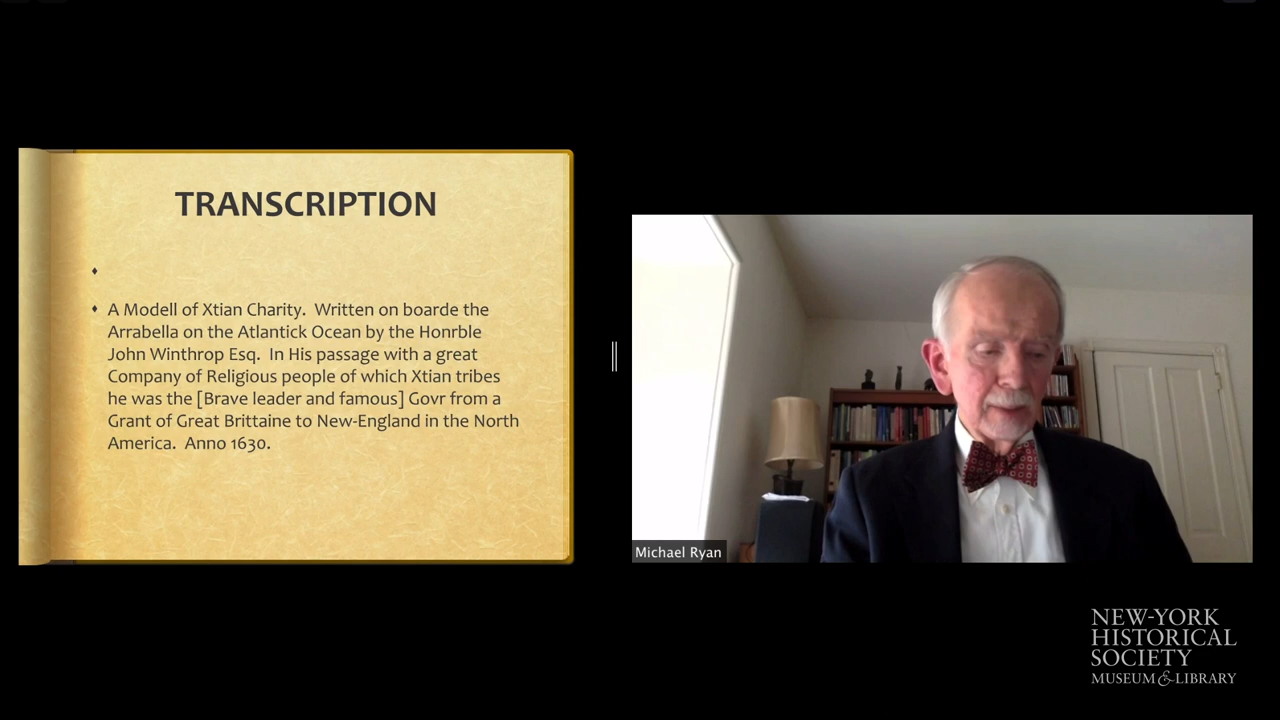 TRANSCRIPTION
A Modell of Xtian Charity. Written on boarde the
Arrabella on the Atlantick Ocean by the Honrble
John Winthrop Esq. In His passage with a great
Company of Religious people of which Xtian tribes
he was the [Brave leader and famous] Govr from a
Grant of Great Brittaine to New-England in the North
America. Anno 1630.
Michael Ryan
NEW-YORK
HISTORICAL
SOCIETY
MUSEUM & LIBRARY